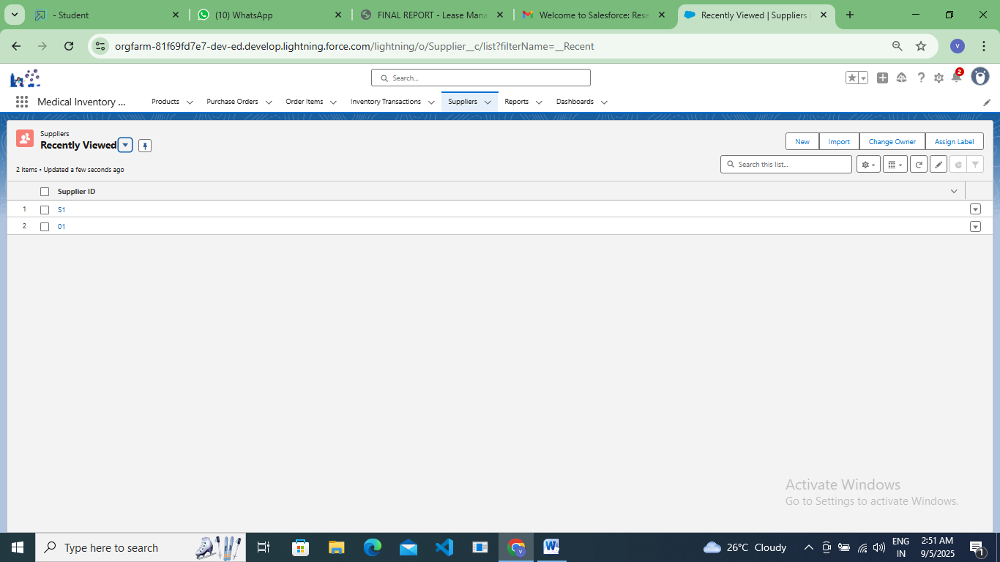 - Student
(10) WhatsApp
FINAL REPORT - Lease Mana
Welcome to Salesforce: Rese
Recently Viewed | Suppliers |
orgfarm-81f69fd7e7-dev-ed.develop.lightning.force.com/lightning/o/Supplier__c/list?filterName=__Recent
V
Search...
2
Medical Inventory ...
Products
Purchase Orders
Order Items
Inventory Transactions
Suppliers
Reports
Dashboards
Suppliers
Recently Viewed
New
Import
Change Owner
Assign Label
2 items • Updated a few seconds ago
Search this list...
Supplier ID
1 S1
2 01
Activate Windows
Go to Settings to activate Windows.
Type here to search
26°C Cloudy
ENG
IN
2:51 AM
9/5/2025
1